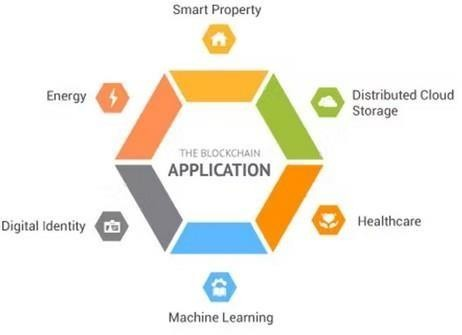 Smart Property
Energy
Distributed Cloud
Storage
THE BLOCKCHAIN
APPLICATION
Digital Identity
Healthcare
Machine Learning